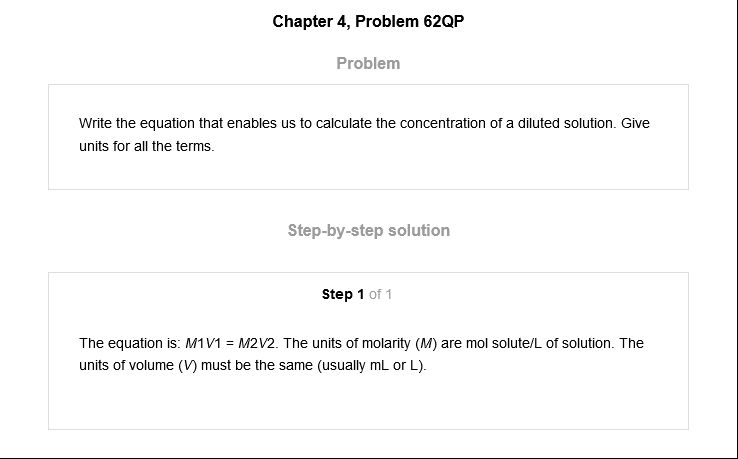 Chapter 4, Problem 62QP
Problem
Write the equation that enables us to calculate the concentration of a diluted solution. Give
units for all the terms.
Step-by-step solution
Step 1 of 1
The equation is: M1V1 = M2V2. The units of molarity (M) are mol solute/L of solution. The
units of volume (V) must be the same (usually mL or L).